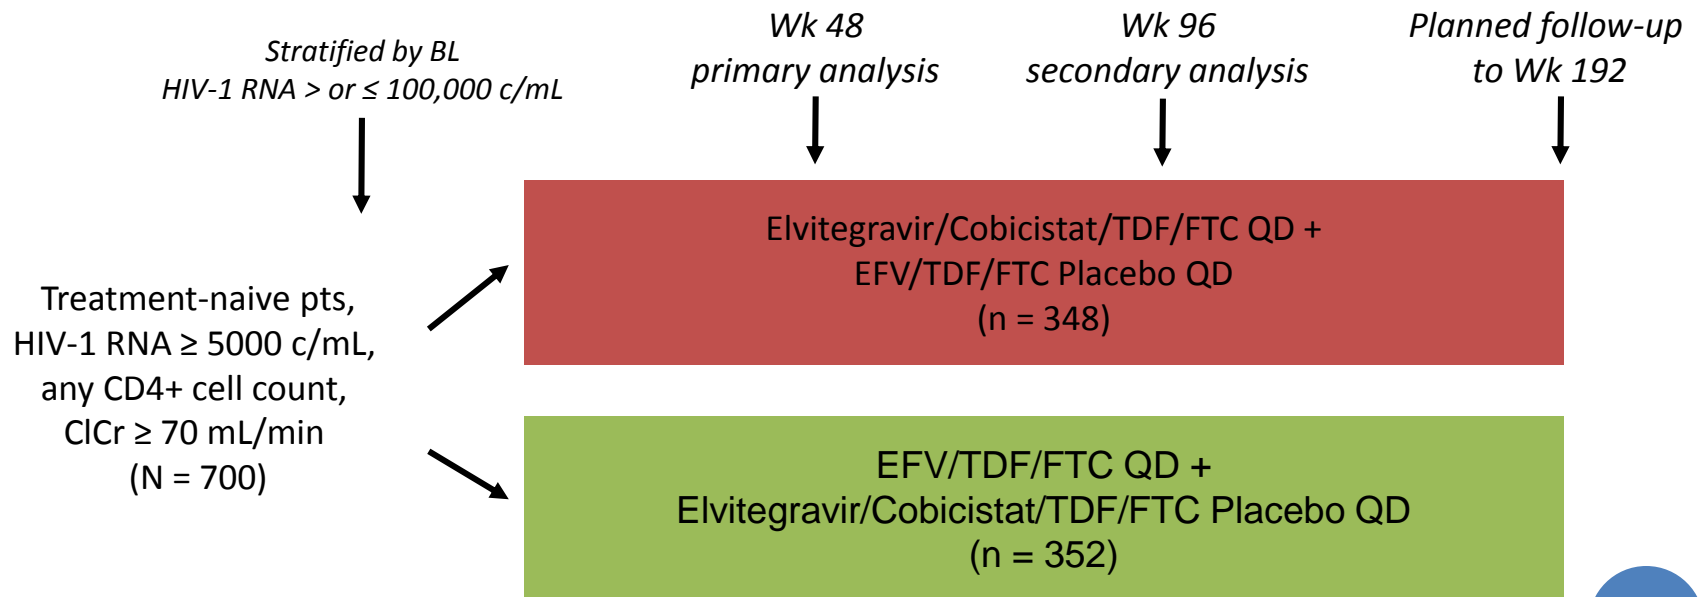 Stratified by BL
HIV-1 RNA > or ≤ 100,000 c/mL
Wk 48
primary analysis
Wk 96
secondary analysis
Planned follow-up
to Wk 192
Treatment-naive pts,
HIV-1 RNA ≥ 5000 c/mL,
any CD4+ cell count,
ClCr ≥ 70 mL/min
(N = 700)
Elvitegravir/Cobicistat/TDF/FTC QD +
EFV/TDF/FTC Placebo QD
(n = 348)
EFV/TDF/FTC QD +
Elvitegravir/Cobicistat/TDF/FTC Placebo QD
(n = 352)